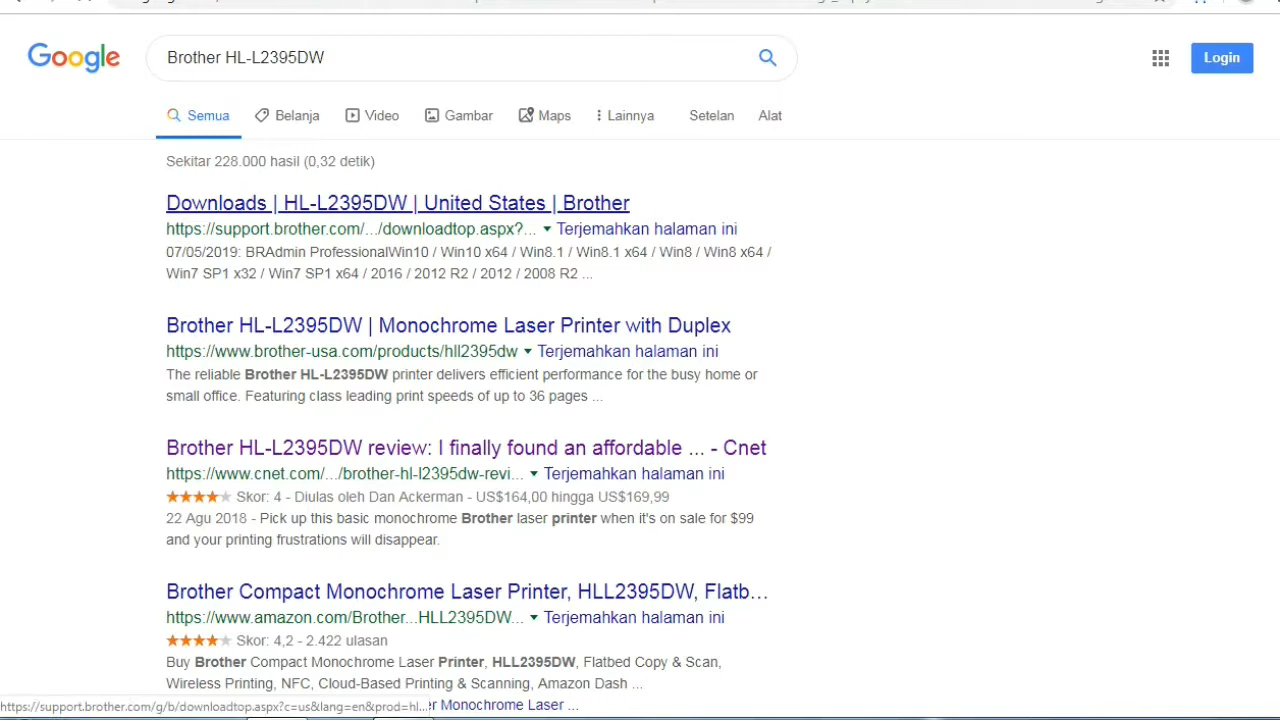 Google
Brother HL-L2395DW
Login
Semua Belanja Video Gambar Maps Lainnya Setelan Alat
Sekitar 228.000 hasil (0,32 detik)
Downloads | HL-L2395DW | United States | Brother
https://support.brother.com/.../downloadtop.aspx?... Terjemahkan halaman ini
07/05/2019: BRAdmin ProfessionalWin10 / Win10 x64 / Win8.1 / Win8.1 x64 / Win8 / Win8 x64 /
Win7 SP1 x32 / Win7 SP1 x64 / 2016 / 2012 R2 / 2012 / 2008 R2 ...
Brother HL-L2395DW | Monochrome Laser Printer with Duplex
https://www.brother-usa.com/products/hll2395dw Terjemahkan halaman ini
The reliable Brother HL-L2395DW printer delivers efficient performance for the busy home or
small office. Featuring class leading print speeds of up to 36 pages ...
Brother HL-L2395DW review: I finally found an affordable ... - Cnet
https://www.cnet.com/.../brother-hl-l2395dw-revi... Terjemahkan halaman ini
Skor: 4 - Diulas oleh Dan Ackerman - US$164,00 hingga US$169,99
22 Agu 2018 - Pick up this basic monochrome Brother laser printer when it's on sale for $99
and your printing frustrations will disappear.
Brother Compact Monochrome Laser Printer, HLL2395DW, Flatb...
https://www.amazon.com/Brother...HLL2395DW... Terjemahkan halaman ini
Skor: 4,2 - 2.422 ulasan
Buy Brother Compact Monochrome Laser Printer, HLL2395DW, Flatbed Copy & Scan,
Wireless Printing, NFC, Cloud-Based Printing & Scanning, Amazon Dash ...
https://support.brother.com/g/b/downloadtop.aspx?c=us&lang=en&prod=hl... er Monochrome Laser ...